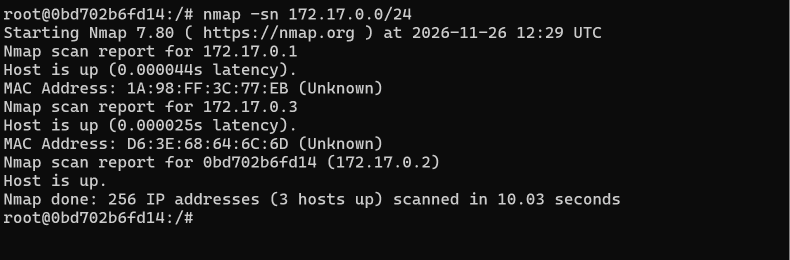 root@0bd702b6fd14:/# nmap -sn 172.17.0.0/24
Starting Nmap 7.80 ( https://nmap.org ) at 2026-11-26 12:29 UTC
Nmap scan report for 172.17.0.1
Host is up (0.000044s latency).
MAC Address: 1A:98:FF:3C:77:EB (Unknown)
Nmap scan report for 172.17.0.3
Host is up (0.000025s latency).
MAC Address: D6:3E:68:64:6C:6D (Unknown)
Nmap scan report for 0bd702b6fd14 (172.17.0.2)
Host is up.
Nmap done: 256 IP addresses (3 hosts up) scanned in 10.03 seconds
root@0bd702b6fd14:/#